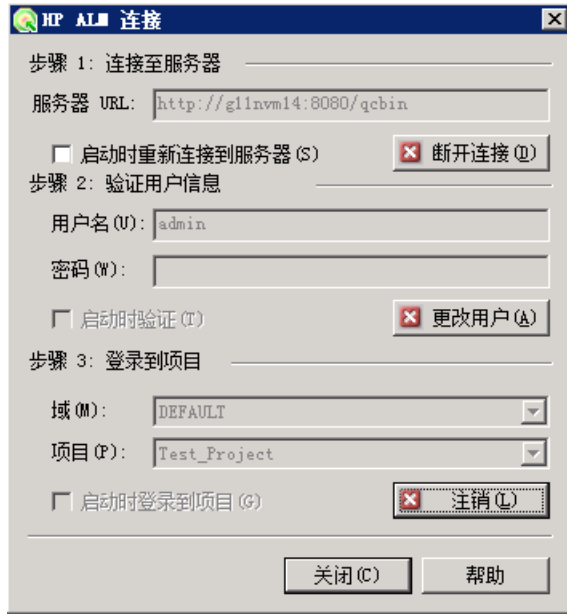 HP ALM 连接
步骤 1: 连接至服务器
服务器 URL: http://g11nvm14:8080/qcbin
启动时重新连接到服务器(S) 断开连接(D)
步骤 2: 验证用户信息
用户名(U): admin
密码(W):
启动时验证(T) 更改用户(A)
步骤 3: 登录到项目
域(M): DEFAULT
项目(P): Test_Project
启动时登录到项目(G) 注销(L)
关闭(C) 帮助